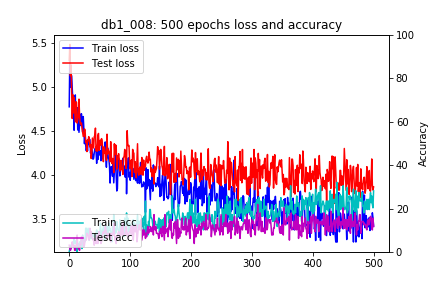 db1_008: 500 epochs loss and accuracy
Train loss
Test loss
Train acc
Test acc
Loss
5.5
5.0
4.5
4.0
3.5
Accuracy
100
80
60
40
20
0
0 100 200 300 400 500